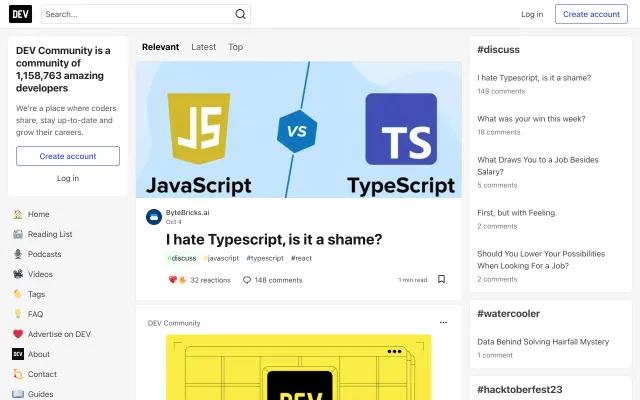 DEV
Search...
Log in
Create account
DEV Community is a
community of
1,158,763 amazing
developers
We're a place where coders
share, stay up-to-date and
grow their careers.
Create account
Log in
Home
Reading List
Podcasts
Videos
Tags
FAQ
Advertise on DEV
DEV
About
Contact
Guides
Relevant
Latest
Top
JS
VS
TS
JavaScript
TypeScript
ByteBricks.ai
Oct 4
I hate Typescript, is it a shame?
#discuss #javascript #typescript #react
32 reactions
148 comments
1 min read
DEV Community
DEV
#discuss
I hate Typescript, is it a shame?
148 comments
What was your win this week?
18 comments
What Draws You to a Job Besides
Salary?
5 comments
First, but with Feeling.
2 comments
Should You Lower Your Possibilities
When Looking For a Job?
2 comments
#watercooler
Data Behind Solving Hairfall Mystery
1 comment
#hacktoberfest23